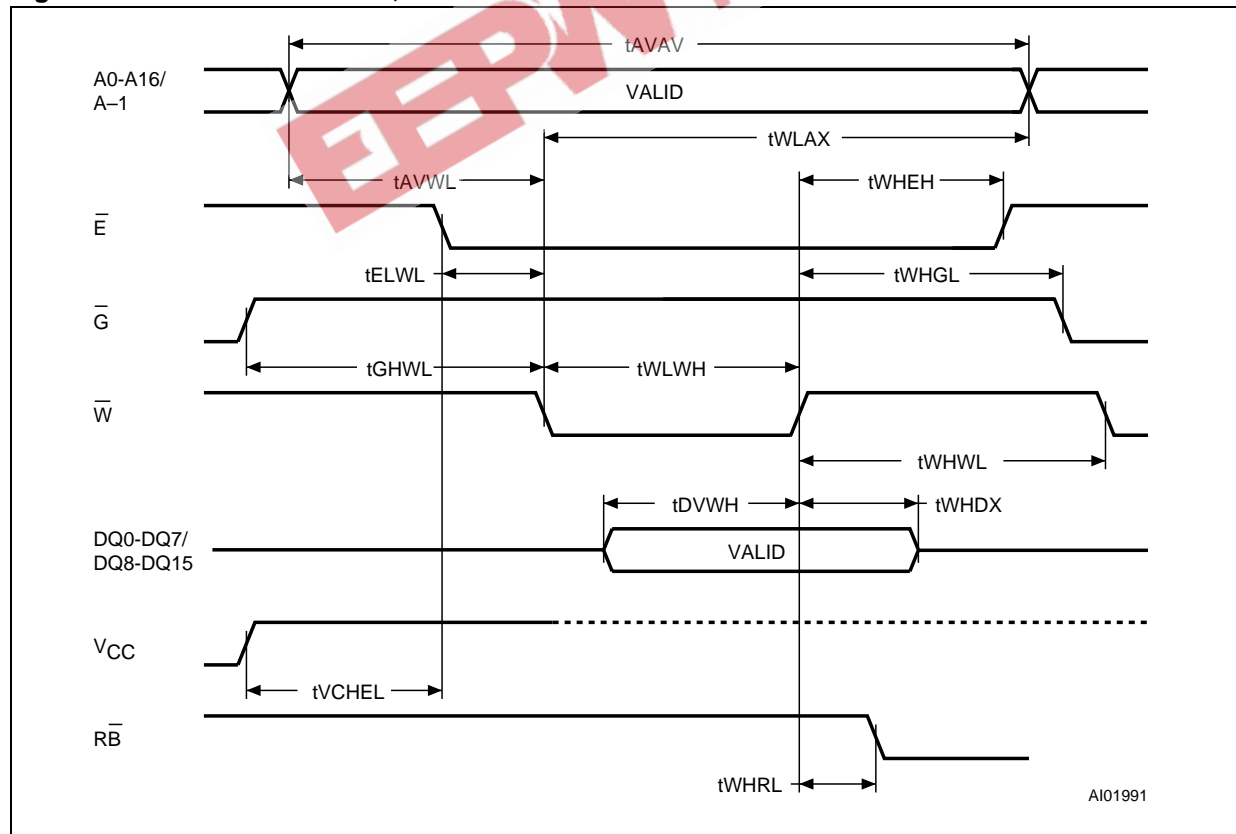 tAVAV
A0-A16/
A–1
VALID
tWLAX
tAVWL
tWHEH
E̅
tELWL
tWHGL
G̅
tGHWL
tWLWH
W̅
tWHWL
tDVWH
tWHDX
DQ0-DQ7/
DQ8-DQ15
VALID
VCC
tVCHEL
RB̅
tWHRL
AI01991